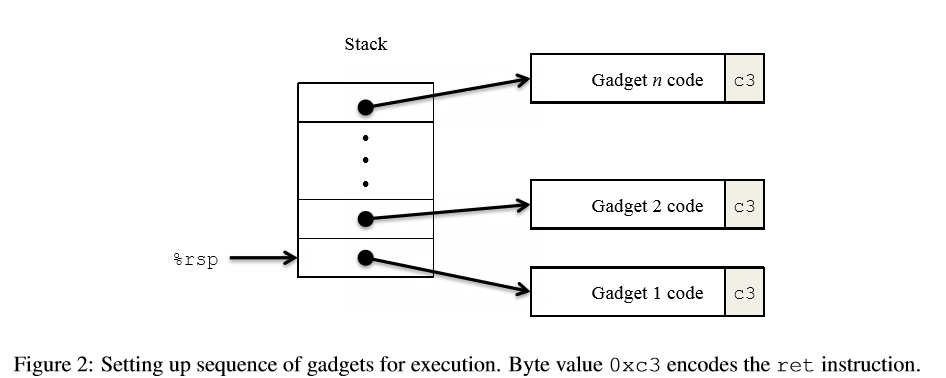 Stack
Gadget n code c3
Gadget 2 code c3
%rsp
Gadget 1 code c3
Figure 2: Setting up sequence of gadgets for execution. Byte value 0xc3 encodes the ret instruction.